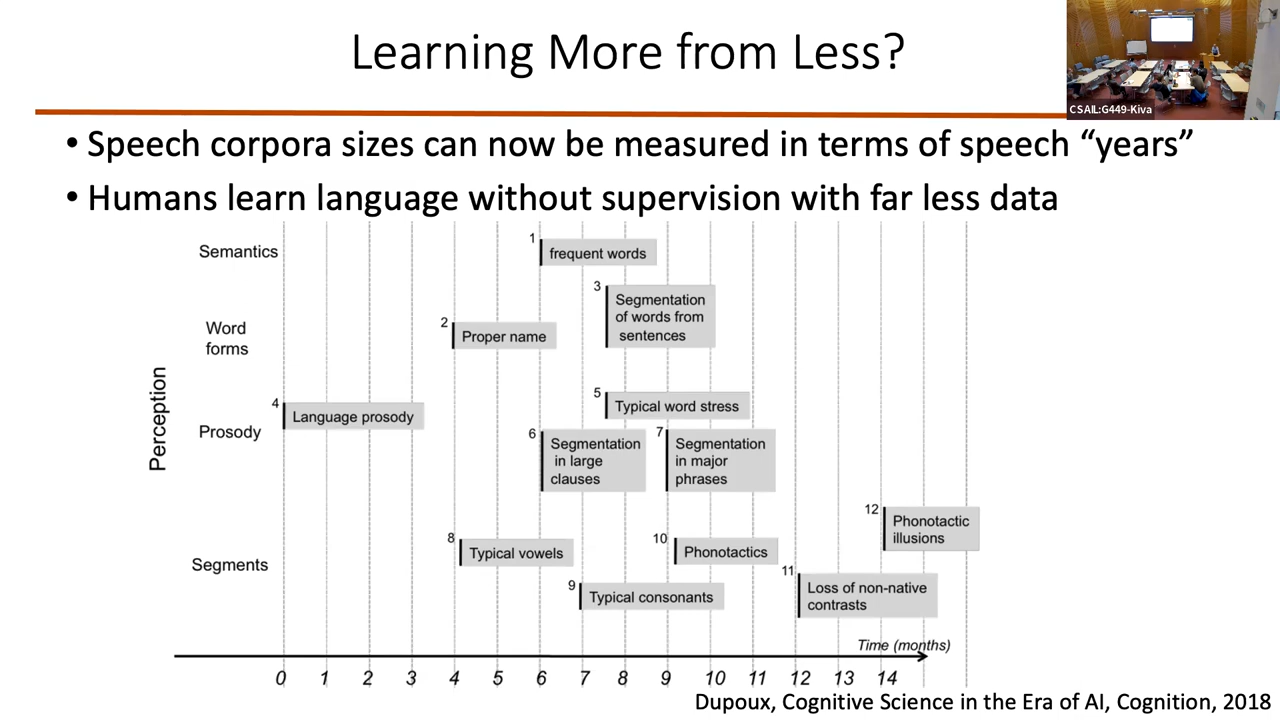 Learning More from Less?
CSAIL:G449-Kiva
• Speech corpora sizes can now be measured in terms of speech “years”
• Humans learn language without supervision with far less data
Perception
Semantics
1
frequent words
3
Segmentation
of words from
sentences
Word
forms
2
Proper name
Prosody
4
Language prosody
5
Typical word stress
6
Segmentation
in large
clauses
7
Segmentation
in major
phrases
Segments
8
Typical vowels
9
Typical consonants
10
Phonotactics
11
Loss of non-native
contrasts
12
Phonotactic
illusions
Time (months)
0 1 2 3 4 5 6 7 8 9 10 11 12 13 14
Dupoux, Cognitive Science in the Era of AI, Cognition, 2018